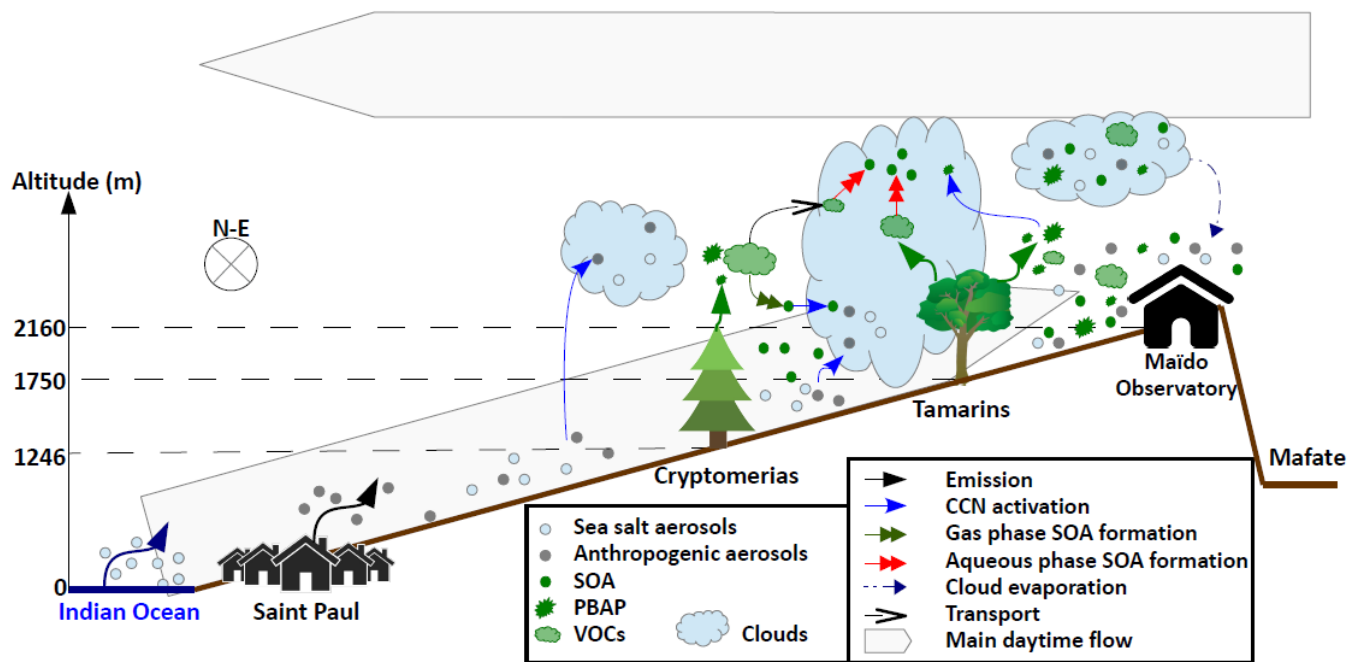 Altitude (m)
N-E
2160
1750
1246
0
Indian Ocean
Saint Paul
Cryptomerias
Tamarins
Maïdo
Observatory
Mafate
Sea salt aerosols
Anthropogenic aerosols
SOA
PBAP
VOCs
Clouds
Emission
CCN activation
Gas phase SOA formation
Aqueous phase SOA formation
Cloud evaporation
Transport
Main daytime flow